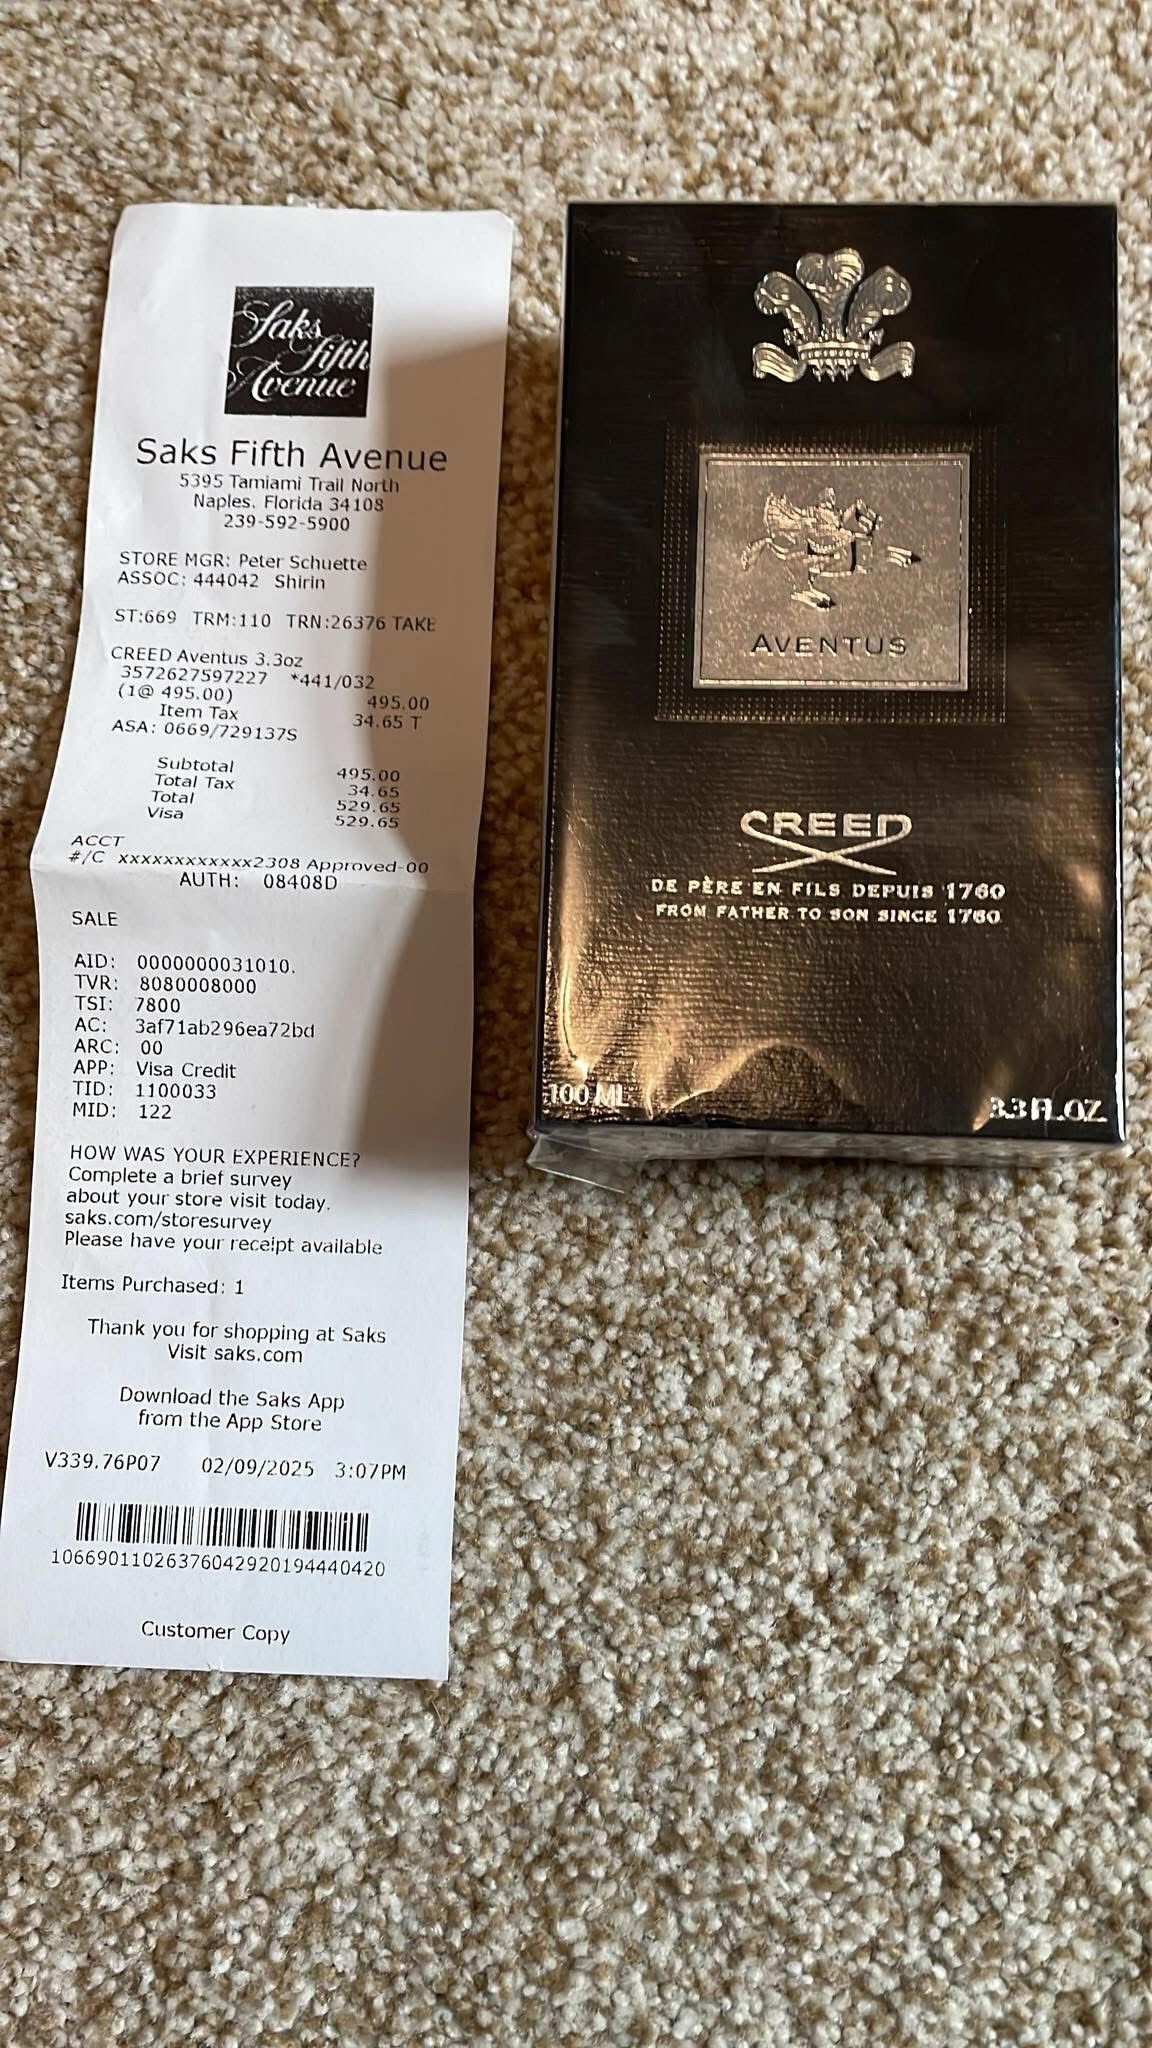 Saks
fifth
Avenue
Saks Fifth Avenue
5395 Tamiami Trail North
Naples, Florida 34108
239-592-5900
STORE MGR: Peter Schuette
ASSOC: 444042 Shirin
ST:669 TRM:110 TRN:26376 TAKE
CREED Aventus 3.3oz
3572627597227 *441/032
(1@ 495.00) 495.00
Item Tax 34.65 T
ASA: 0669/729137S
Subtotal 495.00
Total Tax 34.65
Total 529.65
Visa 529.65
ACCT
#/C xxxxxxxxxxxx2308 Approved-00
AUTH: 08408D
SALE
AID: 0000000031010.
TVR: 8080008000
TSI: 7800
AC: 3af71ab296ea72bd
ARC: 00
APP: Visa Credit
TID: 1100033
MID: 122
HOW WAS YOUR EXPERIENCE?
Complete a brief survey
about your store visit today.
saks.com/storesurvey
Please have your receipt available
Items Purchased: 1
Thank you for shopping at Saks
Visit saks.com
Download the Saks App
from the App Store
V339.76P07 02/09/2025 3:07PM
10669011026376042920194440420
Customer Copy
AVENTUS
CREED
DE PÈRE EN FILS DEPUIS 1760
FROM FATHER TO SON SINCE 1760
100 ML
3.3 FL.OZ